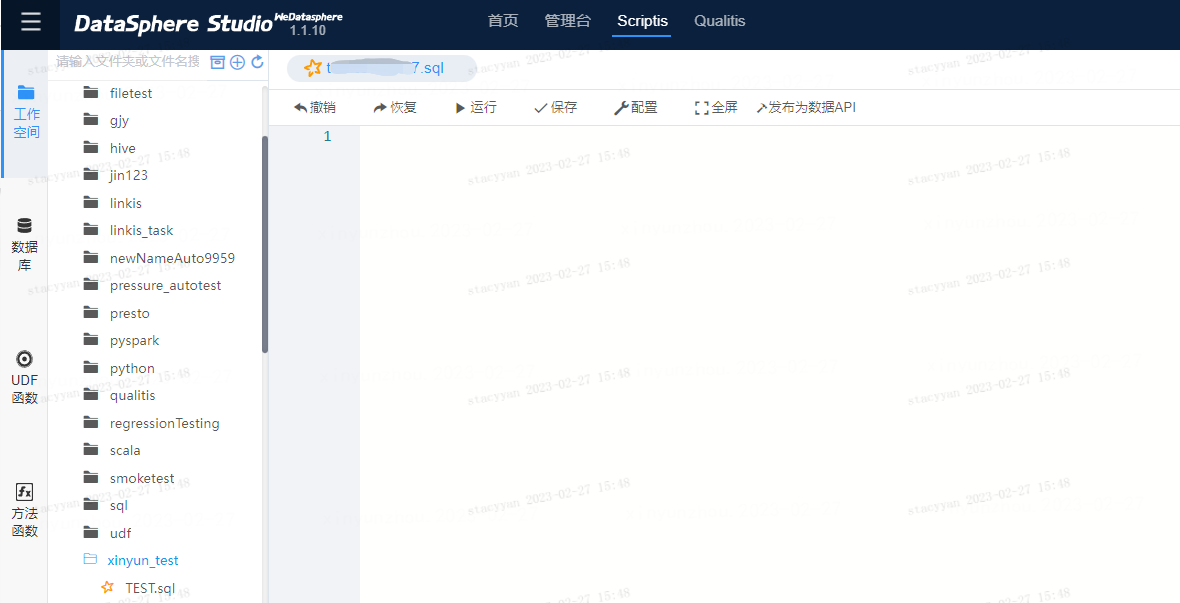 DataSphere Studio WeDatasphere 1.1.10
首页 管理台 Scriptis Qualitis
请输入文件夹或文件名搜
7.sql
撤销 恢复 运行 保存 配置 全屏 发布为数据API
1
工作
空间
数据
库
UDF
函数
方法
函数
filetest
gjy
hive
jin123
linkis
linkis_task
newNameAuto9959
pressure_autotest
presto
pyspark
python
qualitis
regressionTesting
scala
smoketest
sql
udf
xinyun_test
TEST.sql
stacyyan 2023-02-27 15:48